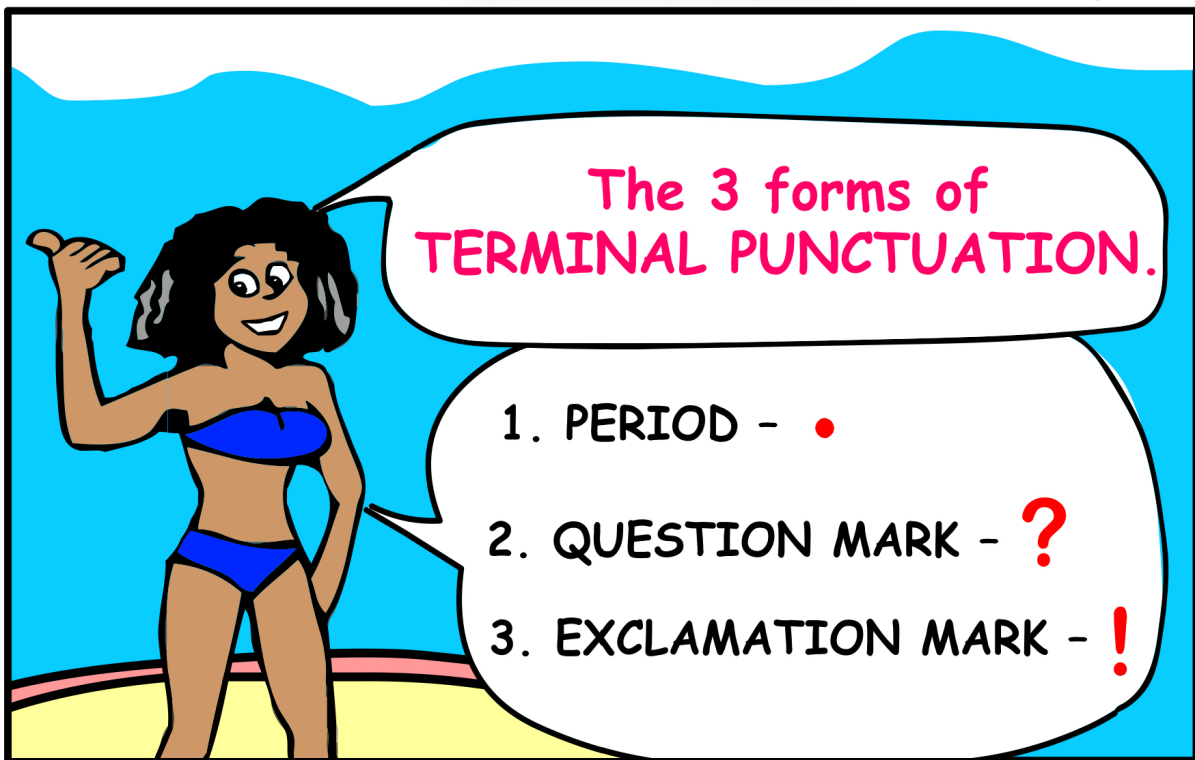 The 3 forms of
TERMINAL PUNCTUATION.
1. PERIOD - .
2. QUESTION MARK - ?
3. EXCLAMATION MARK - !